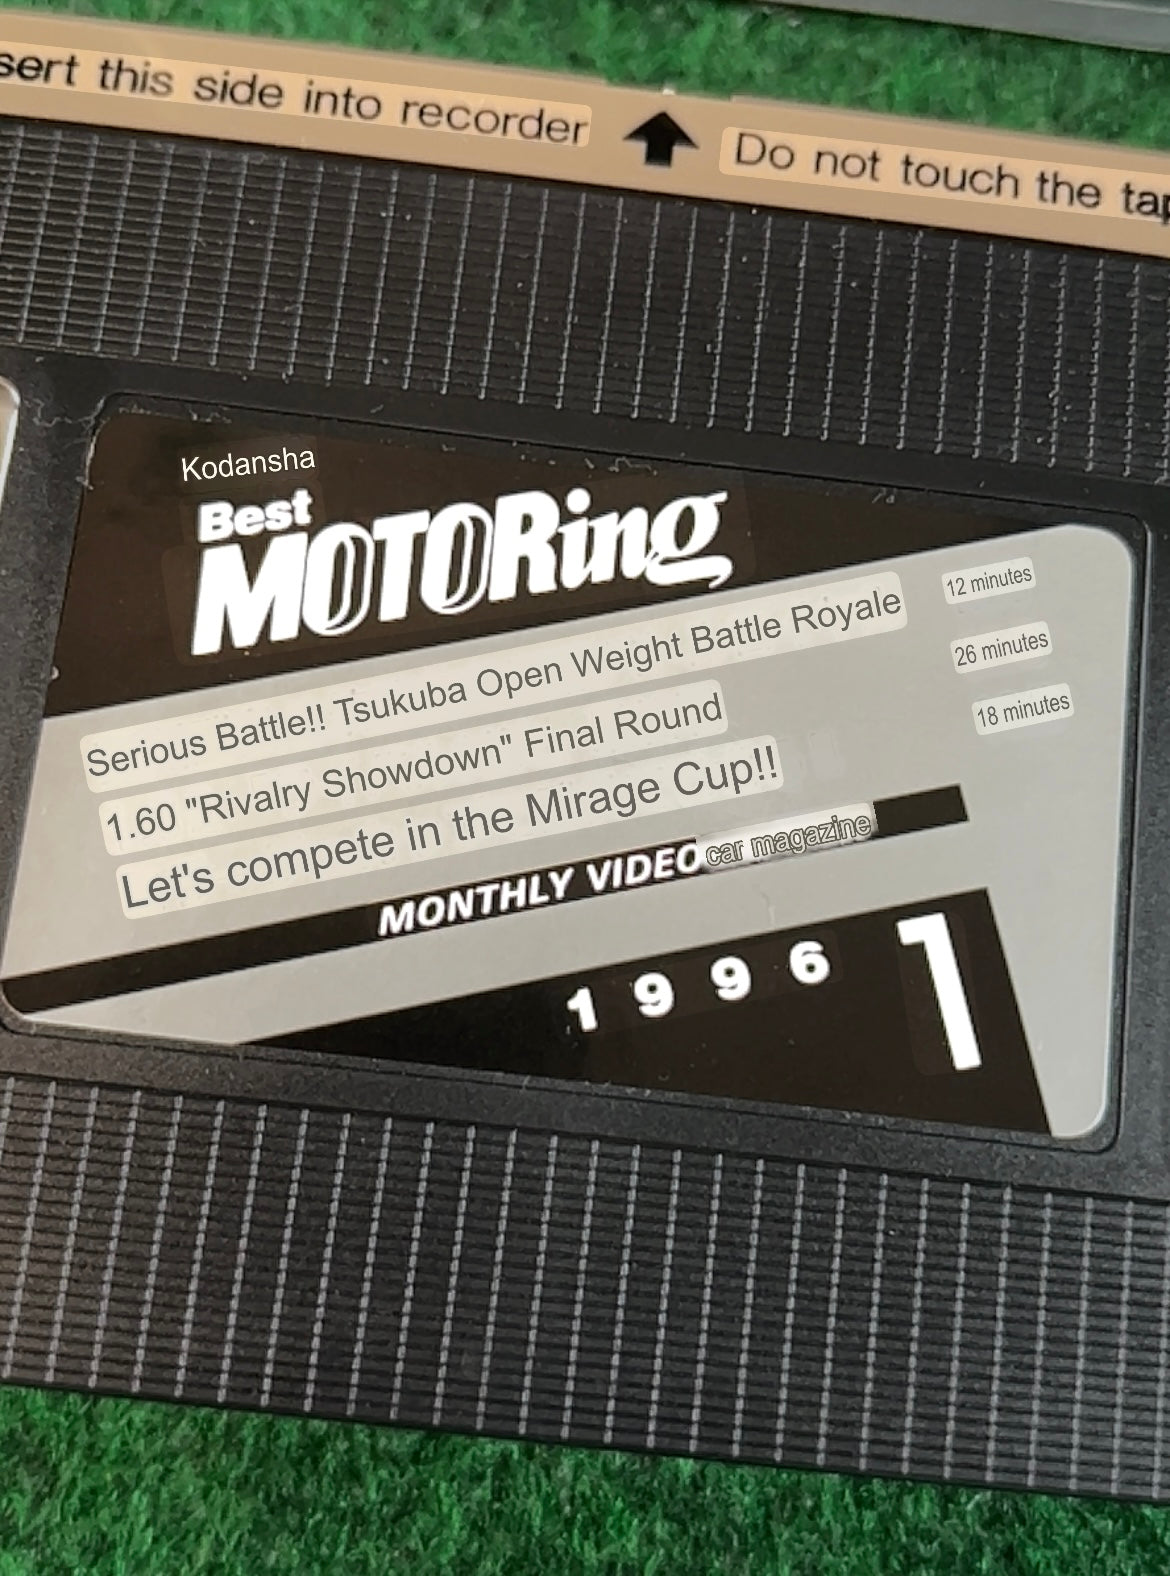 sert this side into recorder
Do not touch the tap
Kodansha
Best
MOTORing
Serious Battle!! Tsukuba Open Weight Battle Royale 12 minutes
1.60 "Rivalry Showdown" Final Round 26 minutes
Let's compete in the Mirage Cup!! 18 minutes
MONTHLY VIDEO car magazine
1996 1